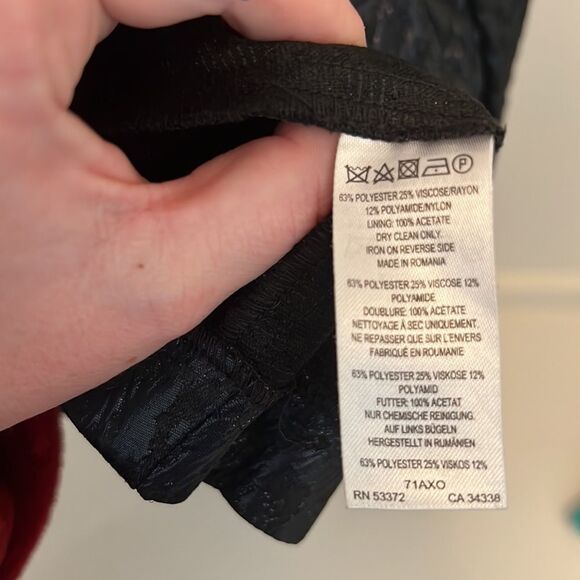 P
63% POLYESTER 25% VISCOSE/RAYON
12% POLYAMIDE/NYLON
LINING: 100% ACETATE
DRY CLEAN ONLY.
IRON ON REVERSE SIDE
MADE IN ROMANIA
63% POLYESTER 25% VISCOSE 12%
POLYAMIDE
DOUBLURE: 100% ACÉTATE
NETTOYAGE À SEC UNIQUEMENT.
NE REPASSER QUE SUR L'ENVERS
FABRIQUÉ EN ROUMANIE
63% POLYESTER 25% VISKOSE 12%
POLYAMID
FUTTER: 100% ACETAT
NUR CHEMISCHE REINIGUNG.
AUF LINKS BÜGELN
HERGESTELLT IN RUMÄNIEN
63% POLYESTER 25% VISKOS 12%
71AXO
RN 53372 CA 34338